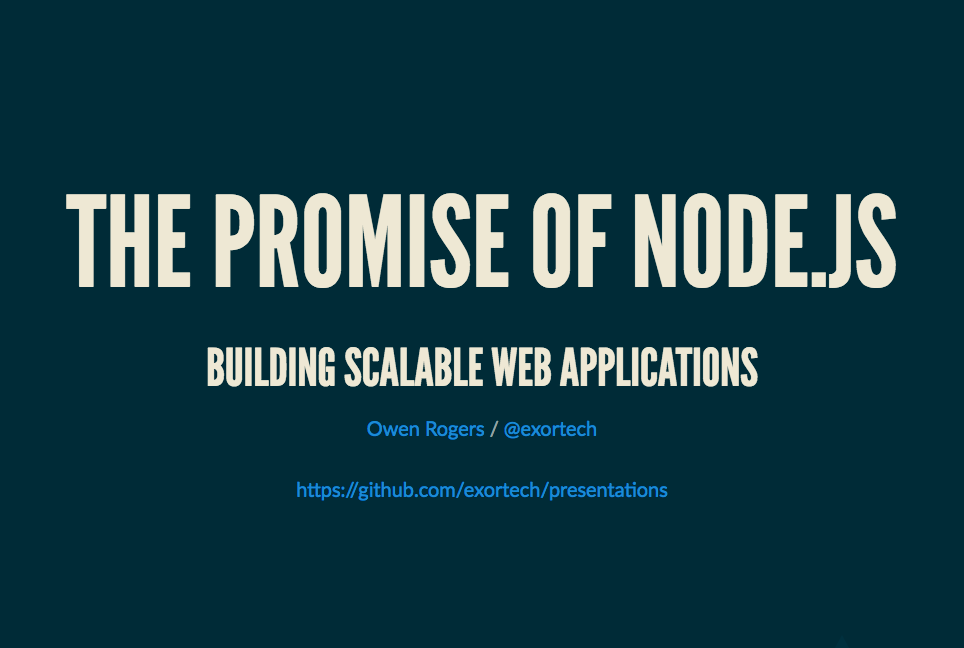 THE PROMISE OF NODE.JS
BUILDING SCALABLE WEB APPLICATIONS
Owen Rogers / @exortech
https://github.com/exortech/presentations